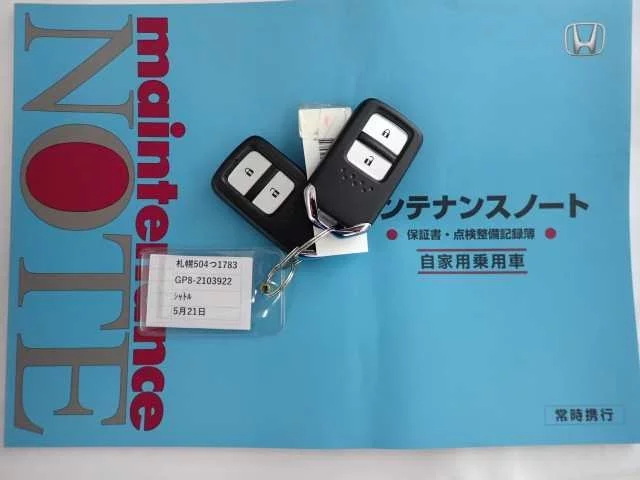 maintenance
NOTE
ンテナンスノート
● 保証書・点検整備記録簿 ●
自家用乗用車
常時携行
札幌504つ1783
GP8-2103922
ｼｬﾄﾙ
5月21日